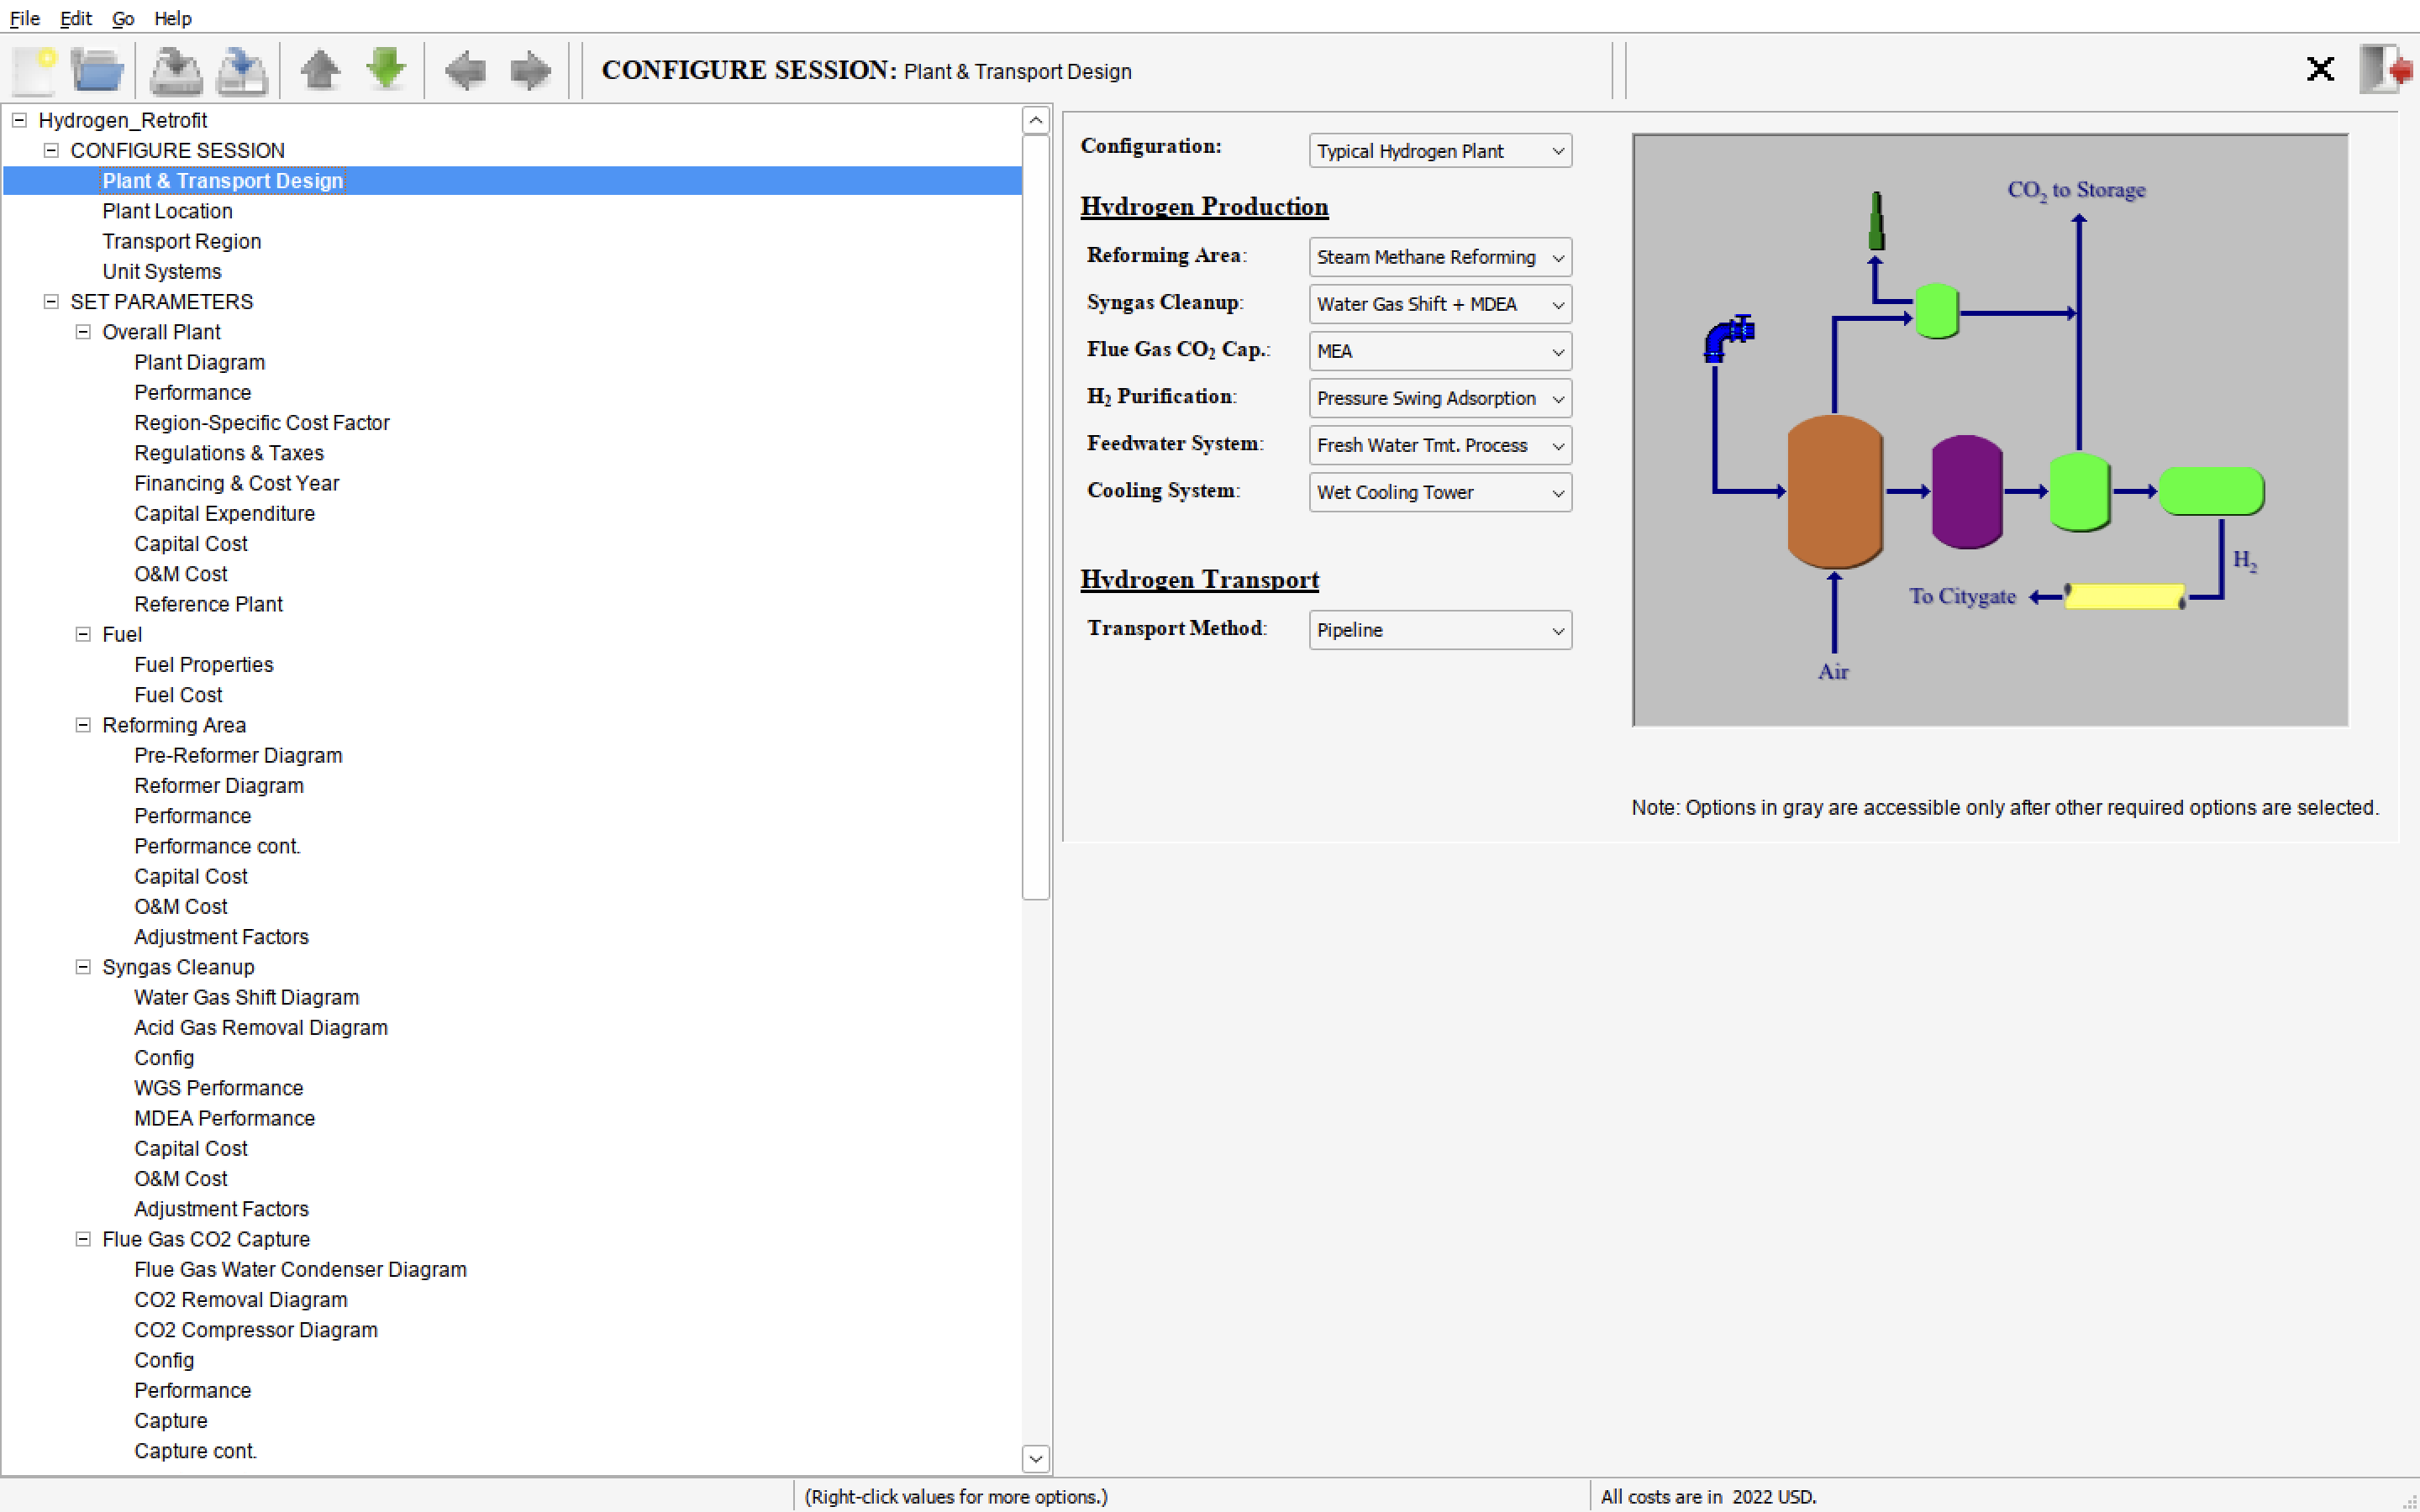 File Edit Go Help
CONFIGURE SESSION: Plant & Transport Design
Hydrogen_Retrofit
CONFIGURE SESSION
Plant & Transport Design
Plant Location
Transport Region
Unit Systems
SET PARAMETERS
Overall Plant
Plant Diagram
Performance
Region-Specific Cost Factor
Regulations & Taxes
Financing & Cost Year
Capital Expenditure
Capital Cost
O&M Cost
Reference Plant
Fuel
Fuel Properties
Fuel Cost
Reforming Area
Pre-Reformer Diagram
Reformer Diagram
Performance
Performance cont.
Capital Cost
O&M Cost
Adjustment Factors
Syngas Cleanup
Water Gas Shift Diagram
Acid Gas Removal Diagram
Config
WGS Performance
MDEA Performance
Capital Cost
O&M Cost
Adjustment Factors
Flue Gas CO2 Capture
Flue Gas Water Condenser Diagram
CO2 Removal Diagram
CO2 Compressor Diagram
Config
Performance
Capture
Capture cont.
Configuration: Typical Hydrogen Plant
Hydrogen Production
Reforming Area: Steam Methane Reforming
Syngas Cleanup: Water Gas Shift + MDEA
Flue Gas CO₂ Cap.: MEA
H₂ Purification: Pressure Swing Adsorption
Feedwater System: Fresh Water Tmt. Process
Cooling System: Wet Cooling Tower
Hydrogen Transport
Transport Method: Pipeline
CO₂ to Storage
H₂
To Citygate
Air
Note: Options in gray are accessible only after other required options are selected.
(Right-click values for more options.)
All costs are in 2022 USD.